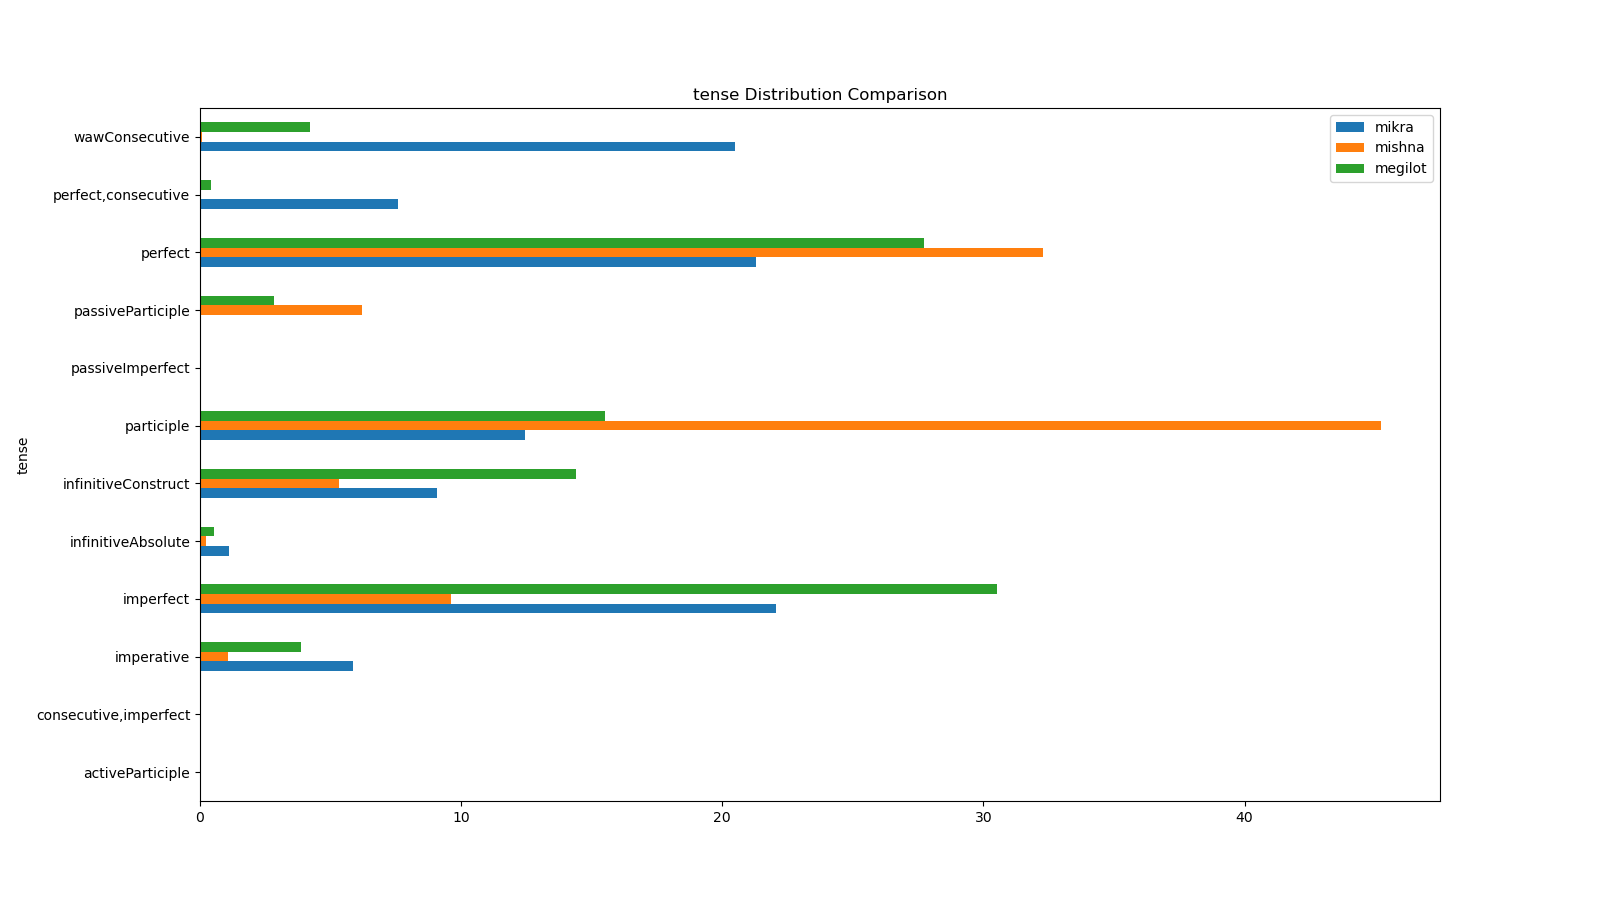 tense Distribution Comparison
mikra
mishna
megilot
wawConsecutive
perfect,consecutive
perfect
passiveParticiple
passiveImperfect
participle
infinitiveConstruct
infinitiveAbsolute
imperfect
imperative
consecutive,imperfect
activeParticiple
tense
0 10 20 30 40